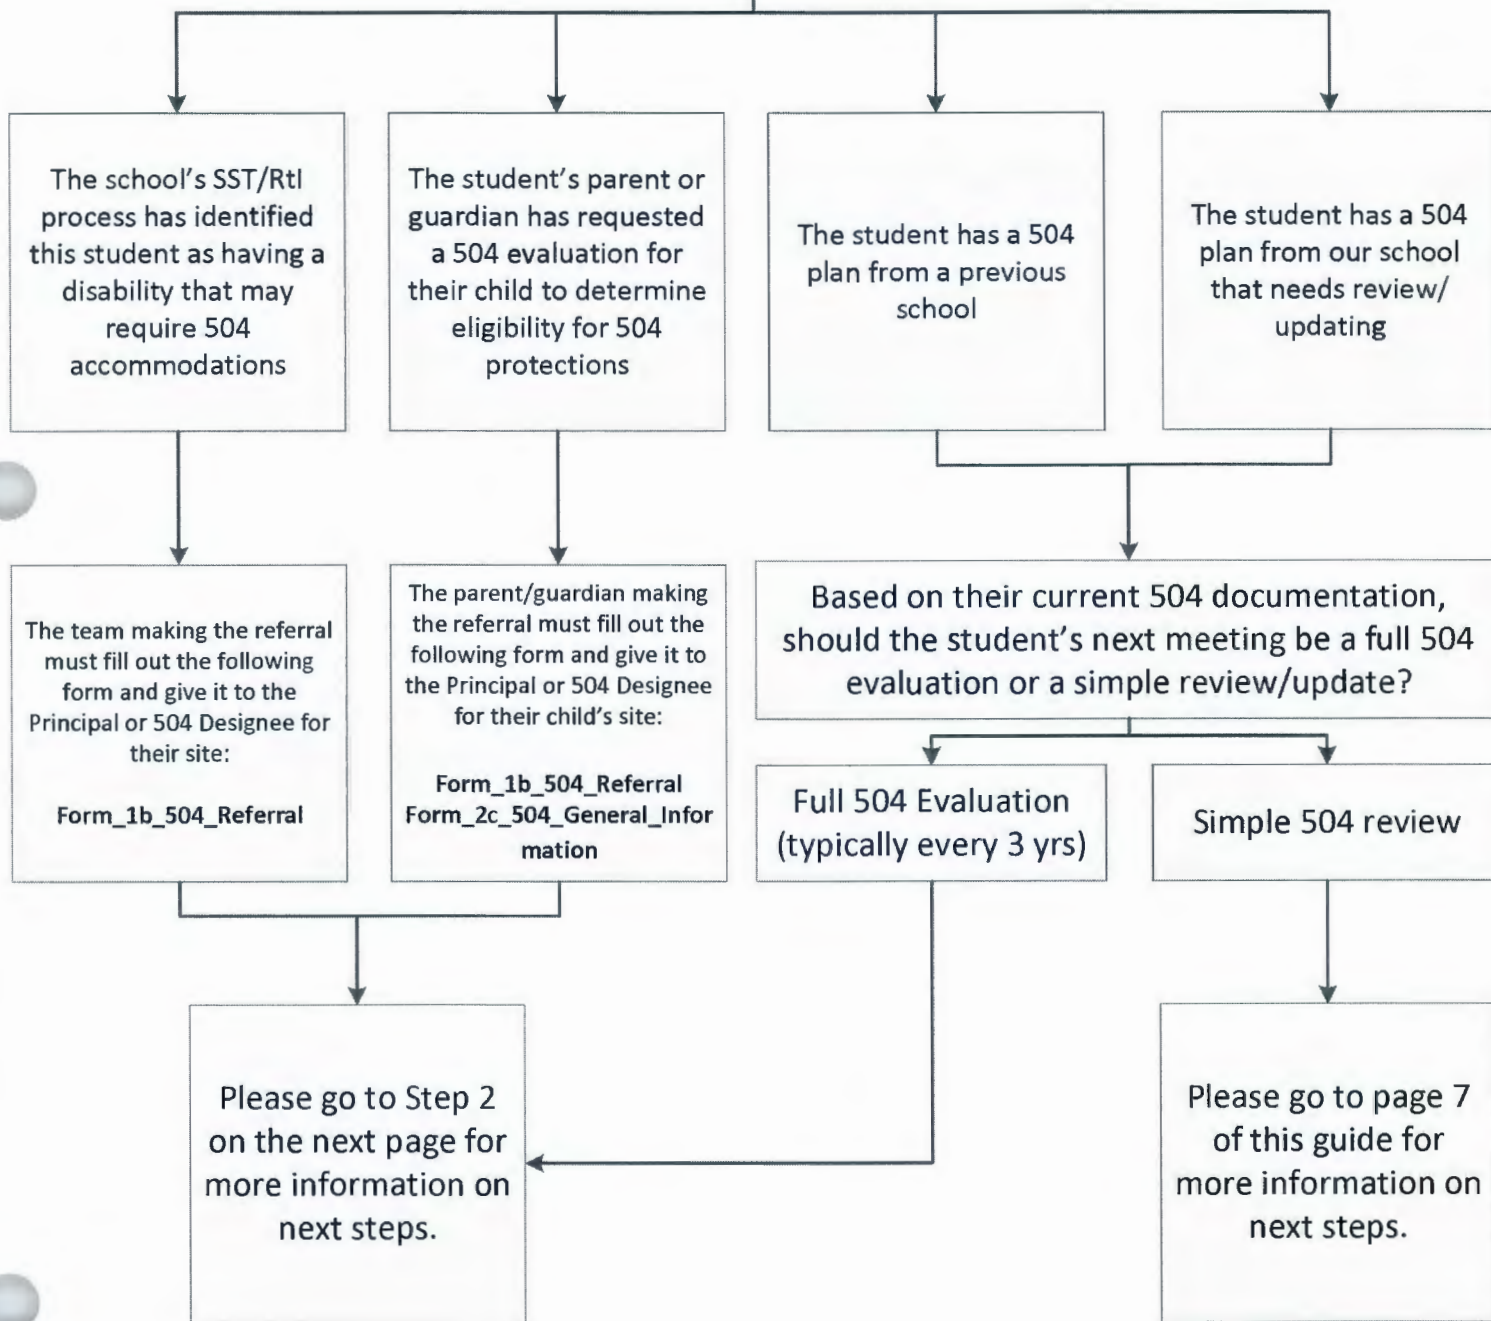 The school's SST/RtI
process has identified
this student as having a
disability that may
require 504
accommodations
The student's parent or
guardian has requested
a 504 evaluation for
their child to determine
eligibility for 504
protections
The student has a 504
plan from a previous
school
The student has a 504
plan from our school
that needs review/
updating
The team making the referral
must fill out the following
form and give it to the
Principal or 504 Designee for
their site:
Form_1b_504_Referral
The parent/guardian making
the referral must fill out the
following form and give it to
the Principal or 504 Designee
for their child's site:
Form_1b_504_Referral
Form_2c_504_General_Infor
mation
Based on their current 504 documentation,
should the student's next meeting be a full 504
evaluation or a simple review/update?
Full 504 Evaluation
(typically every 3 yrs)
Simple 504 review
Please go to Step 2
on the next page for
more information on
next steps.
Please go to page 7
of this guide for
more information on
next steps.